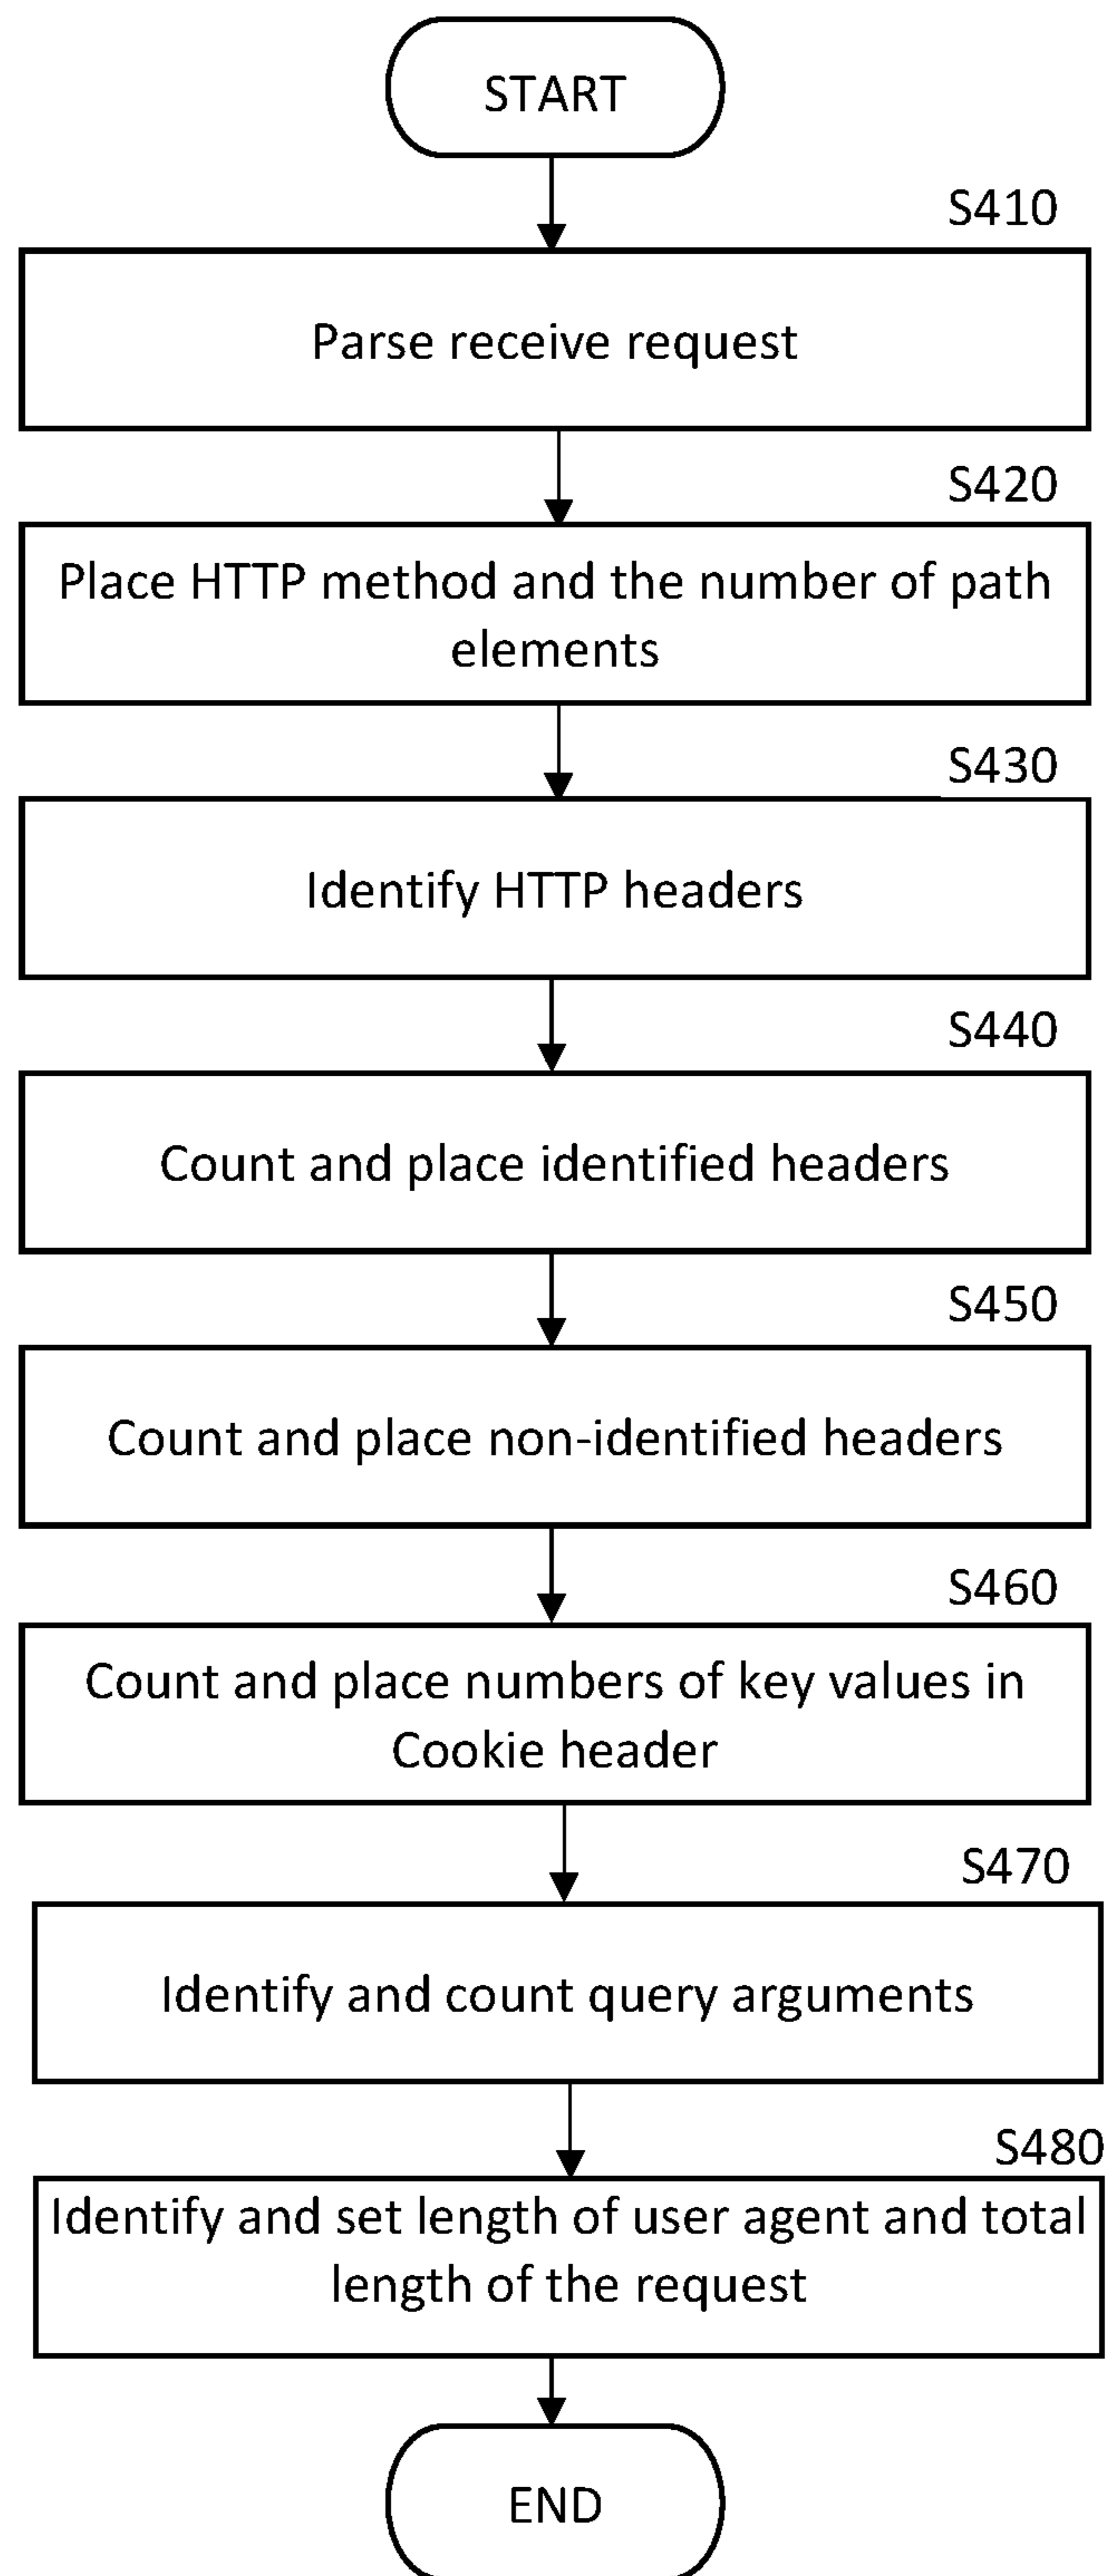 START
S410
Parse receive request
S420
Place HTTP method and the number of path
elements
S430
Identify HTTP headers
S440
Count and place identified headers
S450
Count and place non-identified headers
S460
Count and place numbers of key values in
Cookie header
S470
Identify and count query arguments
S480
Identify and set length of user agent and total
length of the request
END